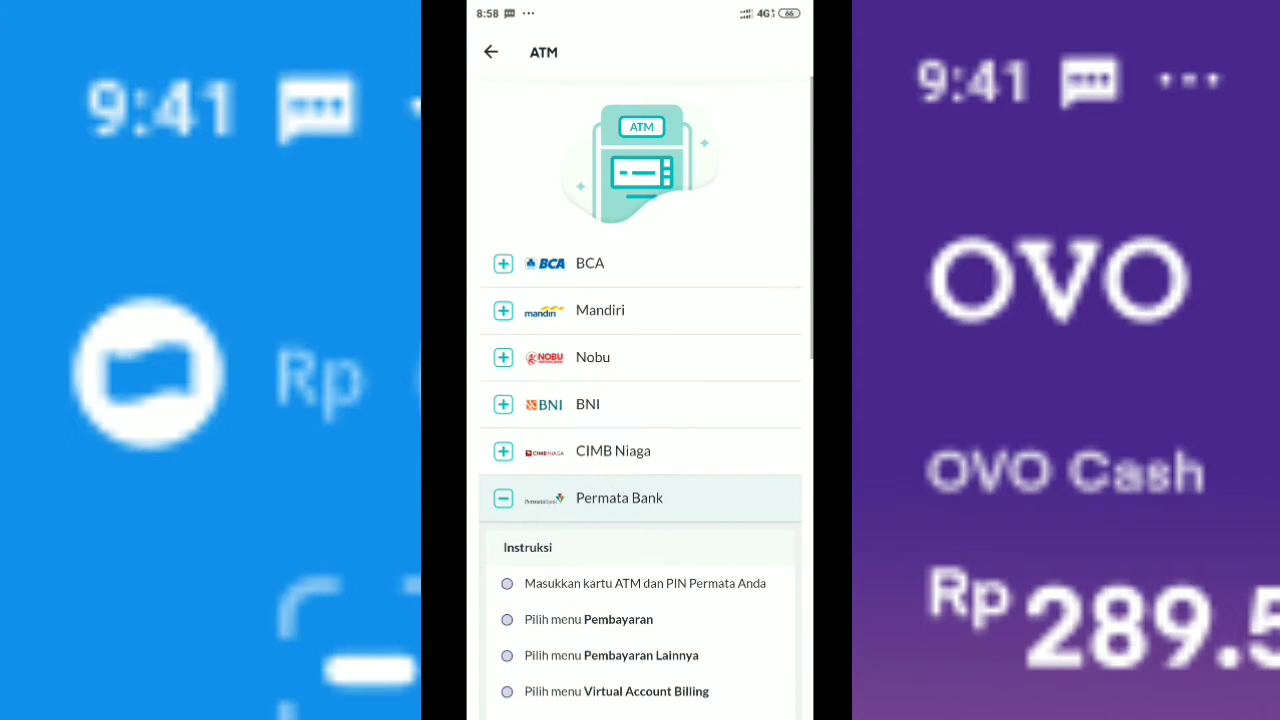 9:41
Rp
8:58
4G
66
ATM
ATM
BCA BCA
mandiri Mandiri
NOBU Nobu
BNI BNI
CIMB NIAGA CIMB Niaga
PermataBank Permata Bank
Instruksi
Masukkan kartu ATM dan PIN Permata Anda
Pilih menu Pembayaran
Pilih menu Pembayaran Lainnya
Pilih menu Virtual Account Billing
9:41
OVO
OVO Cash
Rp 289.5